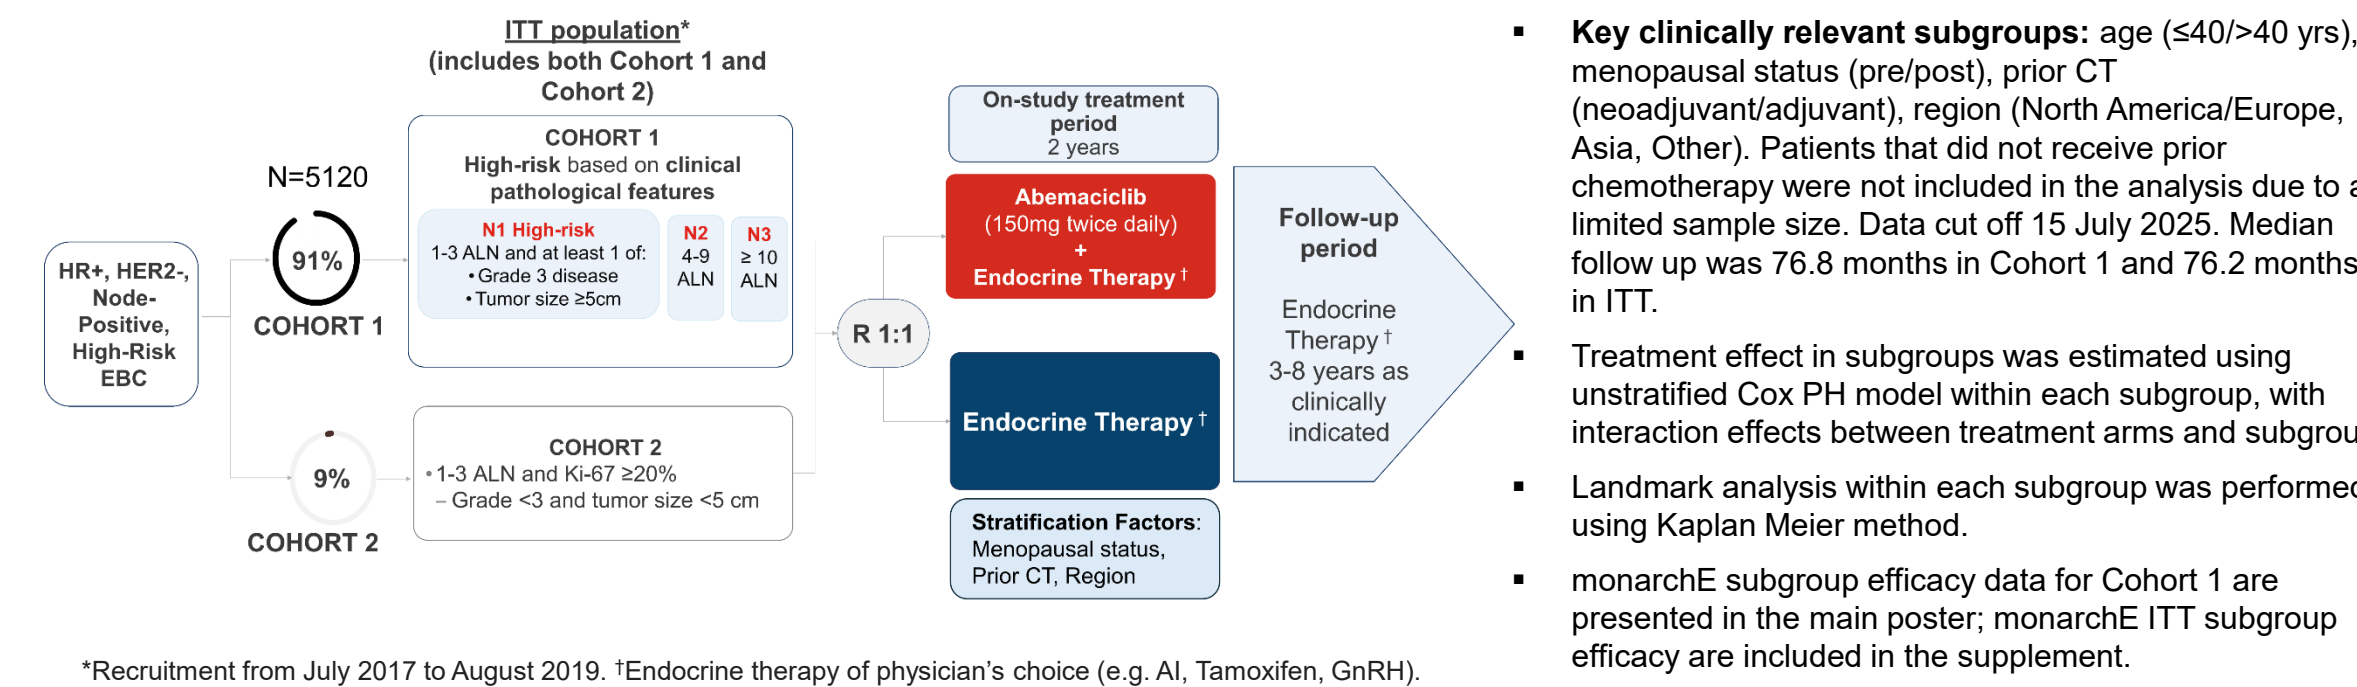 ITT population*
(includes both Cohort 1 and
Cohort 2)
N=5120
HR+, HER2-,
Node-
Positive,
High-Risk
EBC
91%
COHORT 1
9%
COHORT 2
COHORT 1
High-risk based on clinical
pathological features
N1 High-risk
1-3 ALN and at least 1 of:
• Grade 3 disease
• Tumor size ≥5cm
N2
4-9
ALN
N3
≥ 10
ALN
COHORT 2
• 1-3 ALN and Ki-67 ≥20%
– Grade <3 and tumor size <5 cm
R 1:1
On-study treatment
period
2 years
Abemaciclib
(150mg twice daily)
+
Endocrine Therapy †
Endocrine Therapy †
Stratification Factors:
Menopausal status,
Prior CT, Region
Follow-up
period
Endocrine
Therapy †
3-8 years as
clinically
indicated
*Recruitment from July 2017 to August 2019. †Endocrine therapy of physician's choice (e.g. AI, Tamoxifen, GnRH).
▪ Key clinically relevant subgroups: age (≤40/>40 yrs),
menopausal status (pre/post), prior CT
(neoadjuvant/adjuvant), region (North America/Europe,
Asia, Other). Patients that did not receive prior
chemotherapy were not included in the analysis due to
limited sample size. Data cut off 15 July 2025. Median
follow up was 76.8 months in Cohort 1 and 76.2 months
in ITT.
▪ Treatment effect in subgroups was estimated using
unstratified Cox PH model within each subgroup, with
interaction effects between treatment arms and
▪ Landmark analysis within each subgroup was
using Kaplan Meier method.
▪ monarchE subgroup efficacy data for Cohort 1 are
presented in the main poster; monarchE ITT subgroup
efficacy are included in the supplement.